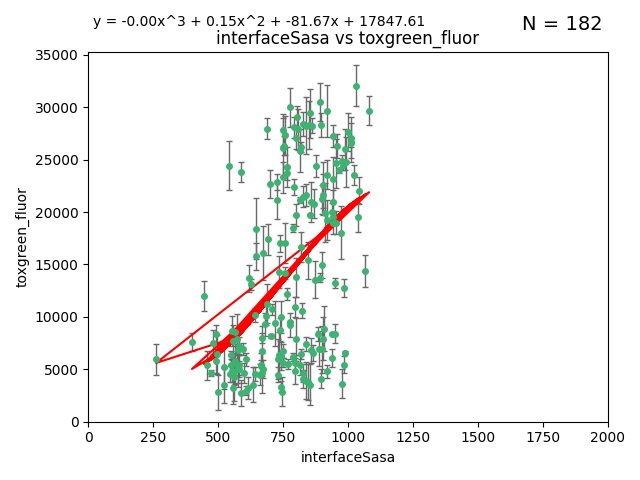 y = -0.00x^3 + 0.15x^2 + -81.67x + 17847.61
N = 182
interfaceSasa vs toxgreen_fluor
35000
30000
25000
20000
15000
10000
5000
0
toxgreen_fluor
0 250 500 750 1000 1250 1500 1750 2000
interfaceSasa